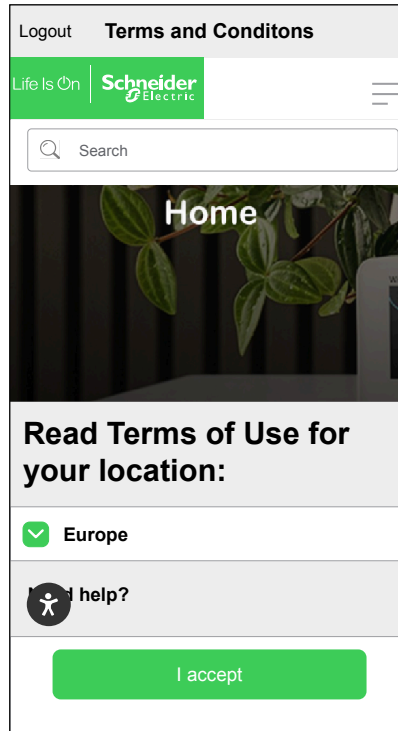 Logout Terms and Conditons
Life Is On Schneider
Electric
Search
Home
Read Terms of Use for
your location:
Europe
help?
I accept